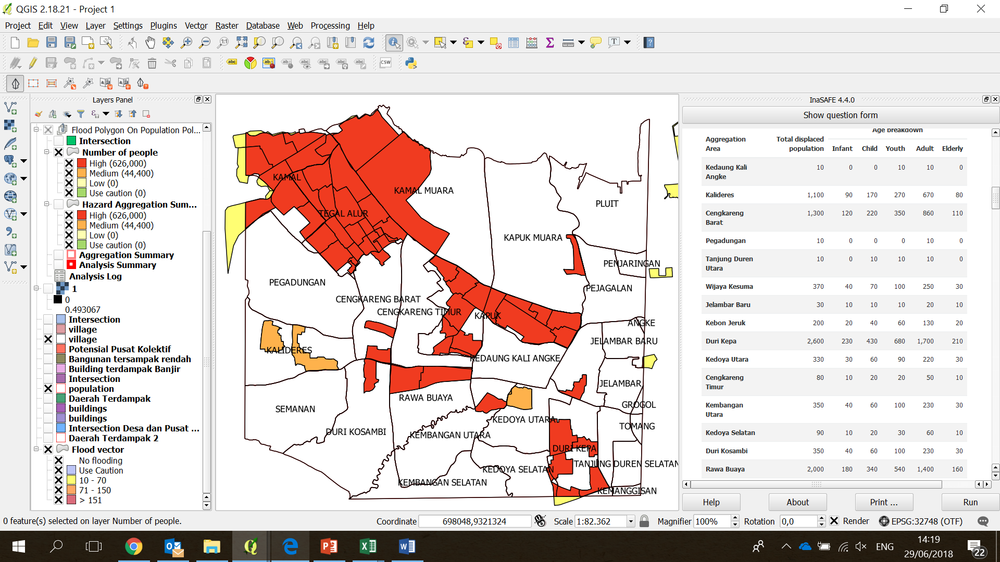 QGIS 2.18.21 - Project 1
Project Edit View Layer Settings Plugins Vector Raster Database Web Processing Help
Layers Panel
Flood Polygon On Population Pol...
Intersection
Number of people
High (626,000)
Medium (44,400)
Low (0)
Use caution (0)
Hazard Aggregation Sum...
High (626,000)
Medium (44,400)
Low (0)
Use caution (0)
Aggregation Summary
Analysis Summary
Analysis Log
1
0
0.493067
Intersection
village
village
Potensial Pusat Kolektif
Bangunan tersampak rendah
Building terdampak Banjir
Intersection
population
Daerah Terdampak
buildings
buildings
Intersection Desa dan Pusat ...
Daerah Terdampak 2
Flood vector
No flooding
Use Caution
10 - 70
71 - 150
> 151
KAMAL
KAMAL MUARA
PLUIT
TEGAL ALUR
KAPUK MUARA
PENJARINGAN
PEGADUNGAN
PEJAGALAN
CENGKARENG BARAT
CENGKARENG TIMUR
KAPUK
ANGKE
JELAMBAR BARU
KALIDERES
KEDAUNG KALI ANGKE
JELAMBAR
RAWA BUAYA
GROGOL
SEMANAN
KEDOYA UTARA
TOMANG
DURI KOSAMBI
KEMBANGAN UTARA
DURI KEPA
TANJUNG DUREN SELATAN
KEDOYA SELATAN
KEMBANGAN SELATAN
KEMANGGISAN
InaSAFE 4.4.0
Show question form
Age breakdown
Aggregation Area Total displaced population Infant Child Youth Adult Elderly
Kedaung Kali Angke 10 0 0 10 10 0
Kalideres 1,100 90 170 270 670 80
Cengkareng Barat 1,300 120 220 350 860 110
Pegadungan 10 0 0 0 10 0
Tanjung Duren Utara 10 0 10 10 10 0
Wijaya Kesuma 370 40 70 100 250 30
Jelambar Baru 30 10 10 10 20 10
Kebon Jeruk 200 20 40 60 130 20
Duri Kepa 2,600 230 430 680 1,700 210
Kedoya Utara 330 30 60 90 220 30
Cengkareng Timur 80 10 20 20 50 10
Kembangan Utara 350 40 60 100 230 30
Kedoya Selatan 90 10 20 30 60 10
Duri Kosambi 350 40 60 100 230 30
Rawa Buaya 2,000 180 340 540 1,400 160
Help About Print ... Run
0 feature(s) selected on layer Number of people.
Coordinate 698048,9321324 Scale 1:82.362 Magnifier 100% Rotation 0,0 Render EPSG:32748 (OTF)
ENG
14:19
29/06/2018
22